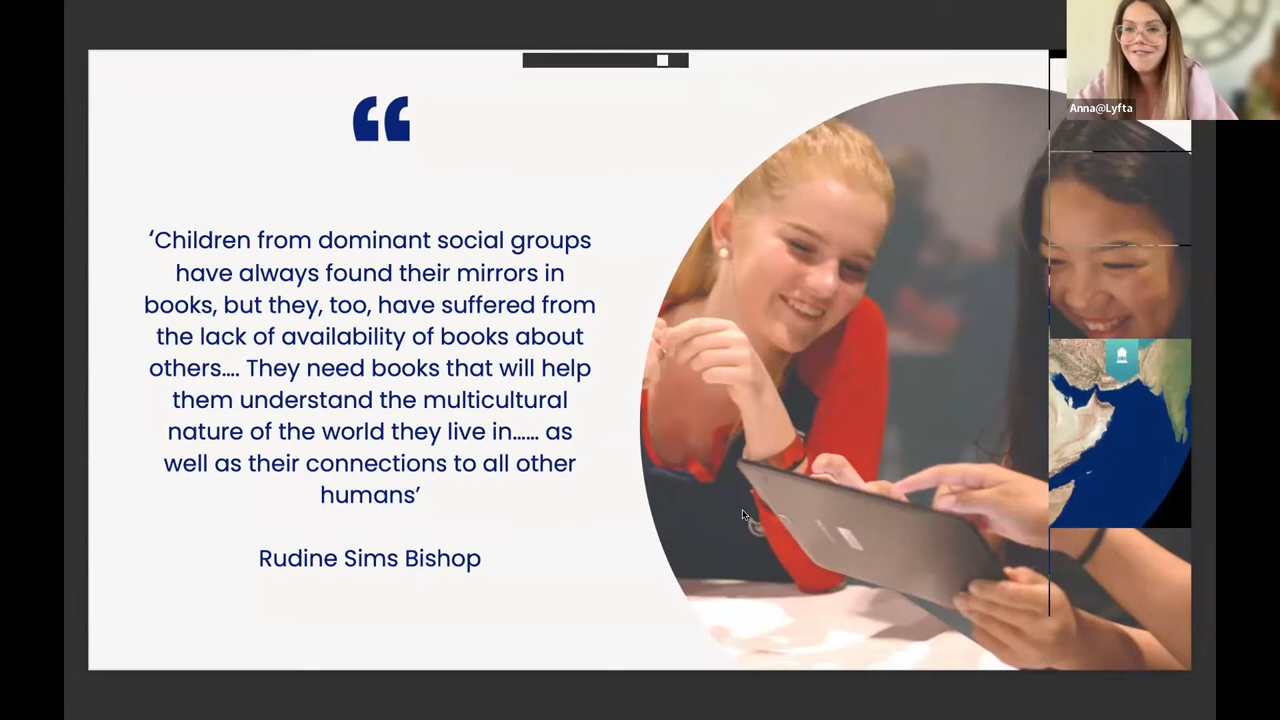 Anna@Lyfta
“
‘Children from dominant social groups
have always found their mirrors in
books, but they, too, have suffered from
the lack of availability of books about
others.... They need books that will help
them understand the multicultural
nature of the world they live in...... as
well as their connections to all other
humans’
Rudine Sims Bishop